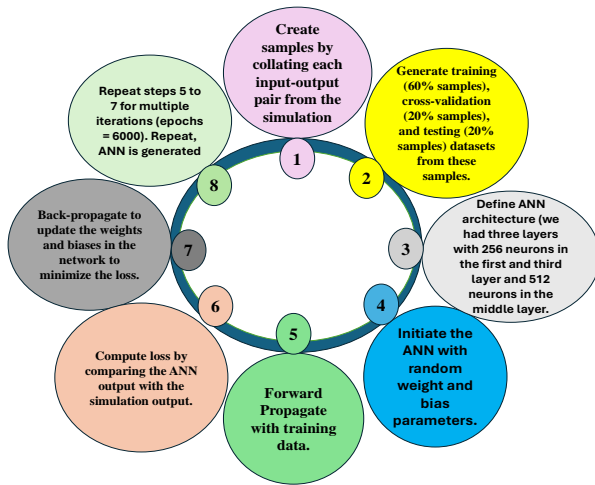 Create
samples by
collating each
input-output
pair from the
simulation
1
Generate training
(60% samples),
cross-validation
(20% samples),
and testing (20%
samples) datasets
from these
samples.
2
Define ANN
architecture (we
had three layers
with 256 neurons in
the first and third
layer and 512
neurons in the
middle layer.
3
Initiate the
ANN with
random
weight and
bias
parameters.
4
Forward
Propagate
with training
data.
5
Compute loss by
comparing the ANN
output with the
simulation output.
6
Back-propagate to
update the weights
and biases in the
network to
minimize the loss.
7
Repeat steps 5 to
7 for multiple
iterations (epochs
= 6000). Repeat,
ANN is generated
8